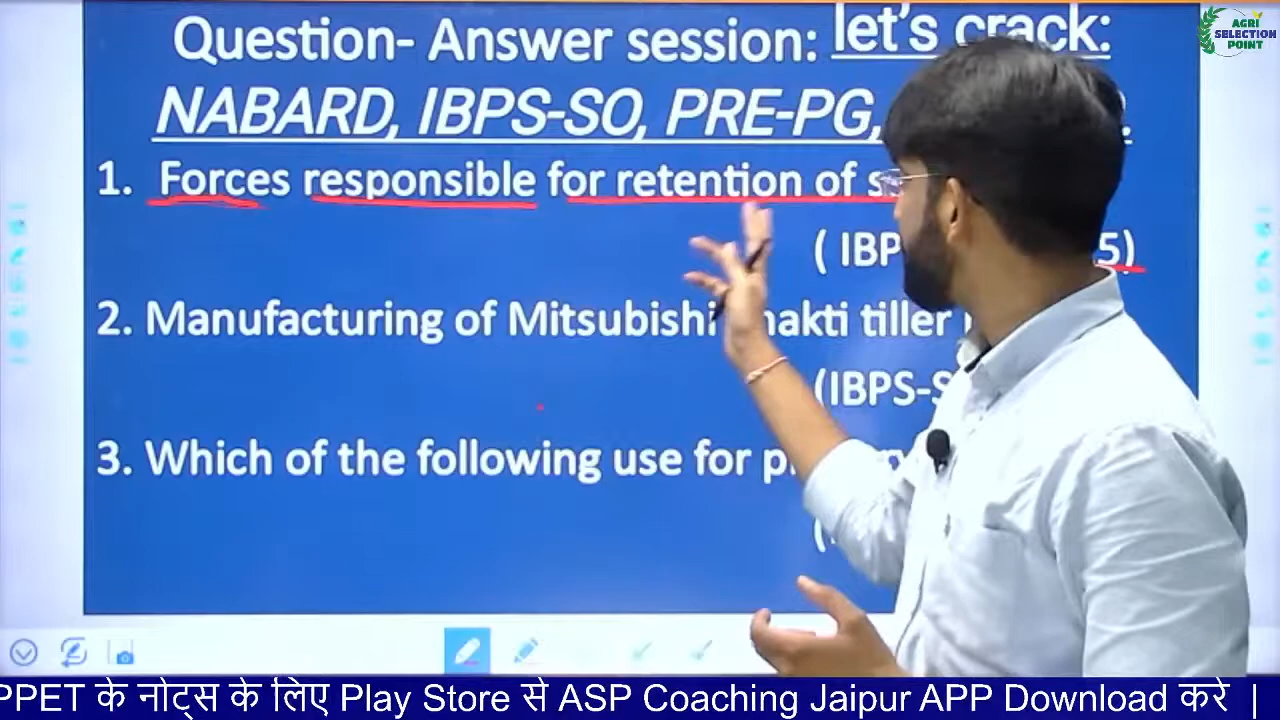 AGRI
SELECTION
POINT
Question- Answer session: let's crack:
NABARD, IBPS-SO, PRE-PG,
1. Forces responsible for retention of
( IBP 5)
2. Manufacturing of Mitsubishi tiller
(IBPS-S
3. Which of the following use for
PPET के नोट्स के लिए Play Store से ASP Coaching Jaipur APP Download करे |